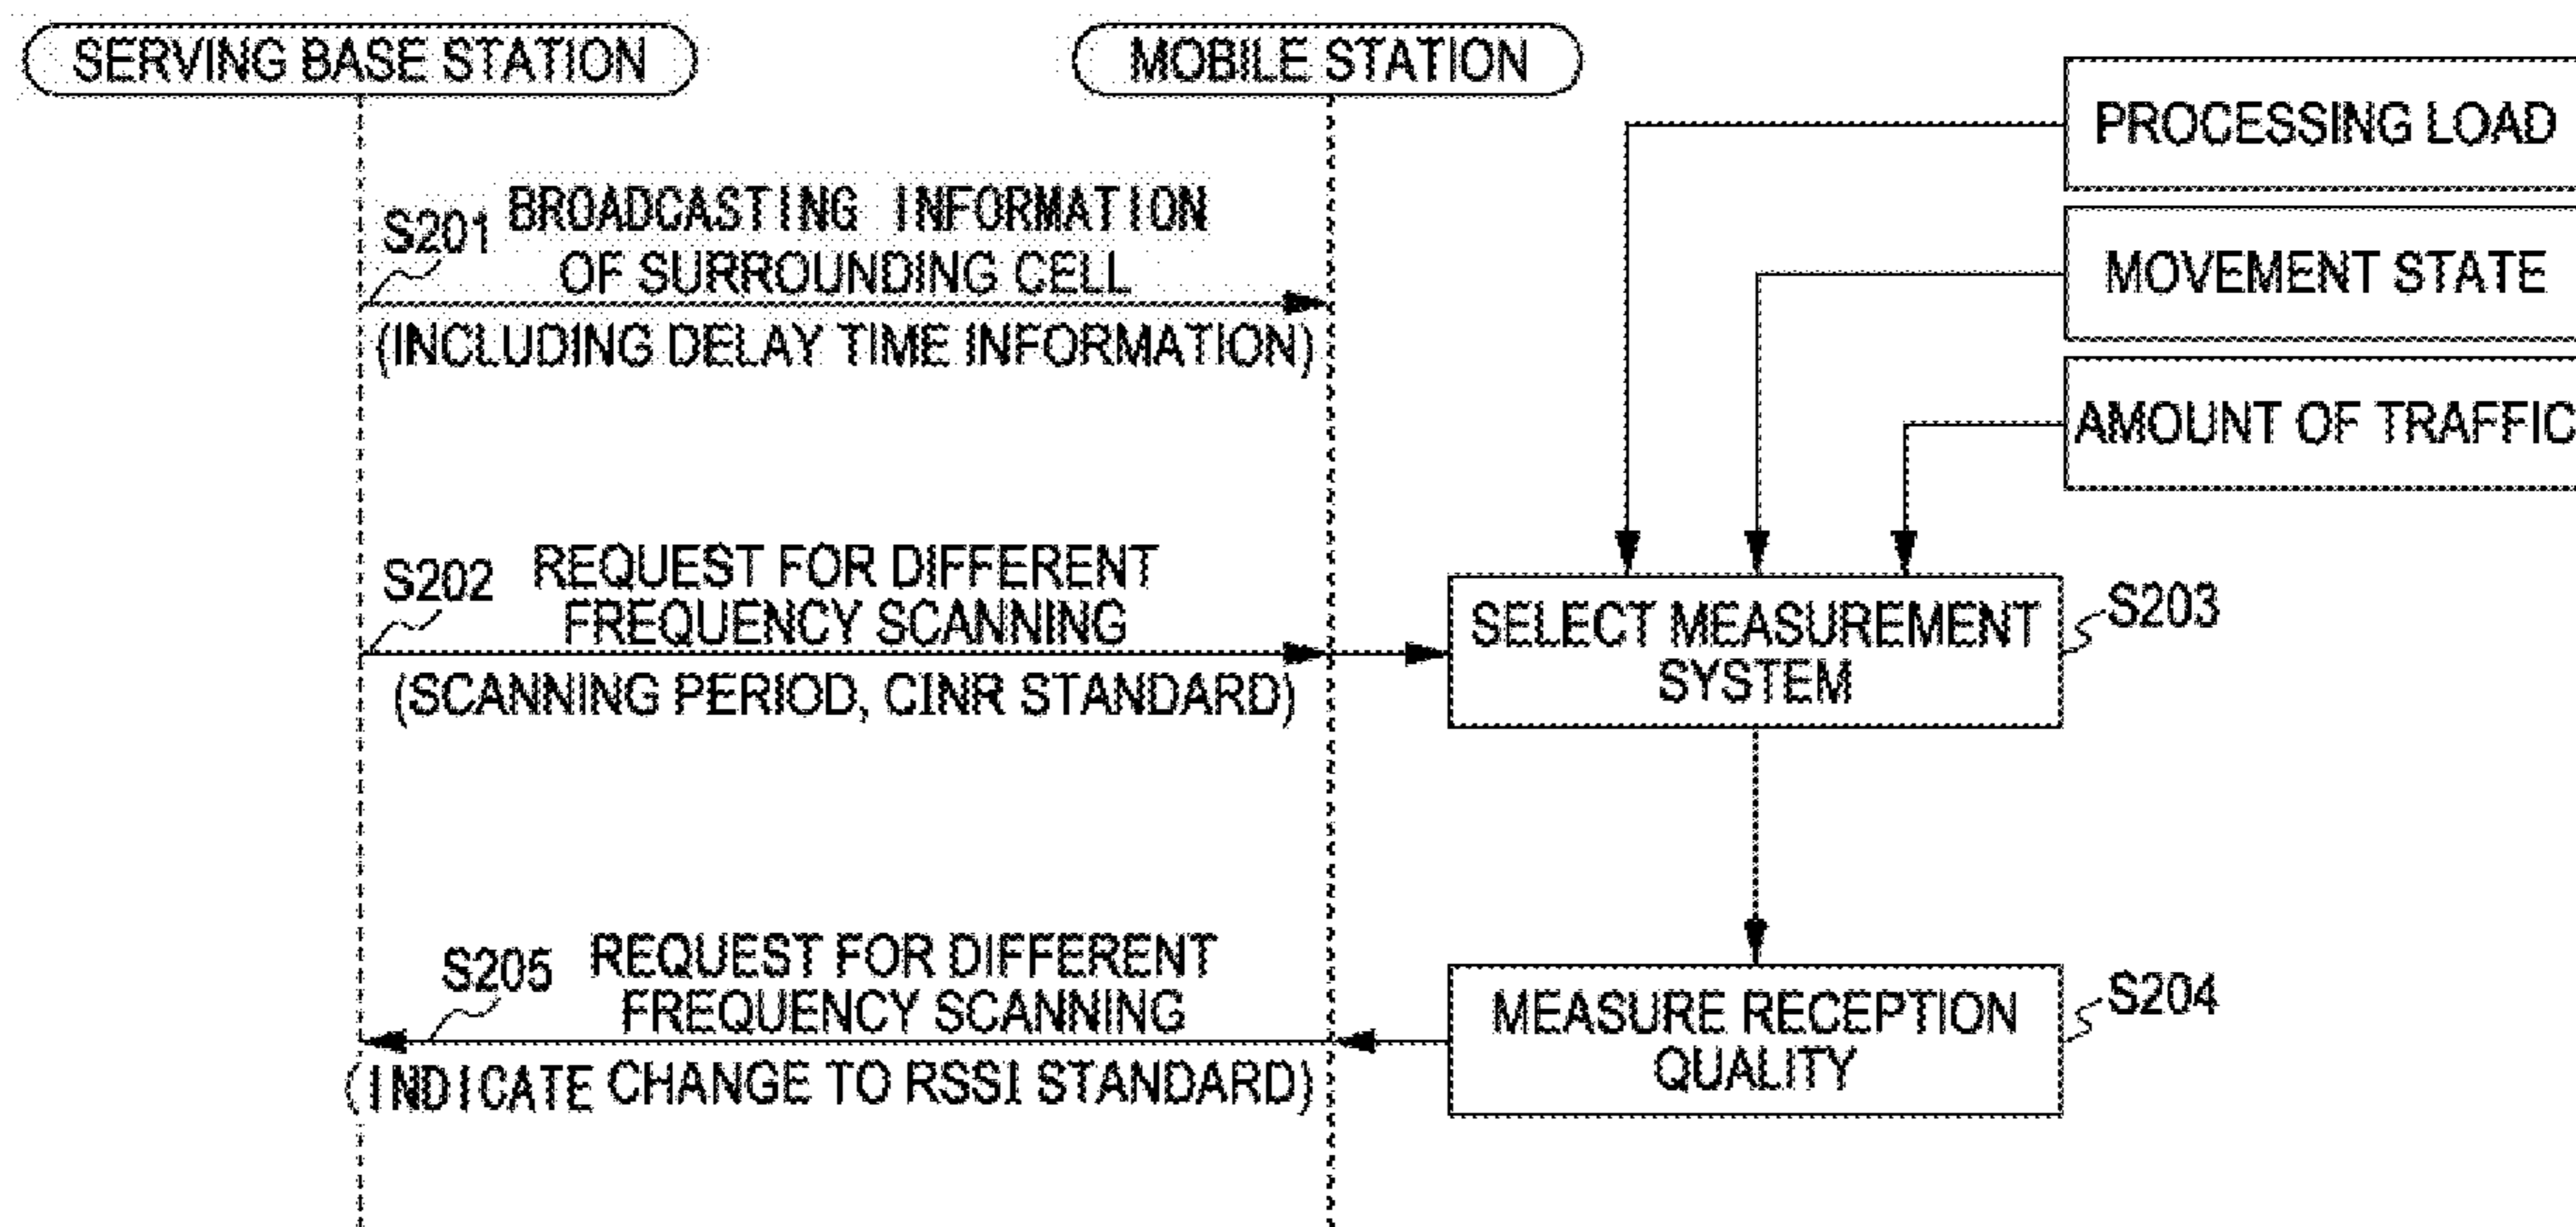 SERVING BASE STATION
MOBILE STATION
PROCESSING LOAD
MOVEMENT STATE
AMOUNT OF TRAFFIC
S201
BROADCASTING INFORMATION
OF SURROUNDING CELL
(INCLUDING DELAY TIME INFORMATION)
S202
REQUEST FOR DIFFERENT
FREQUENCY SCANNING
(SCANNING PERIOD, CINR STANDARD)
SELECT MEASUREMENT
SYSTEM
S203
S205
REQUEST FOR DIFFERENT
FREQUENCY SCANNING
(INDICATE CHANGE TO RSSI STANDARD)
MEASURE RECEPTION
QUALITY
S204